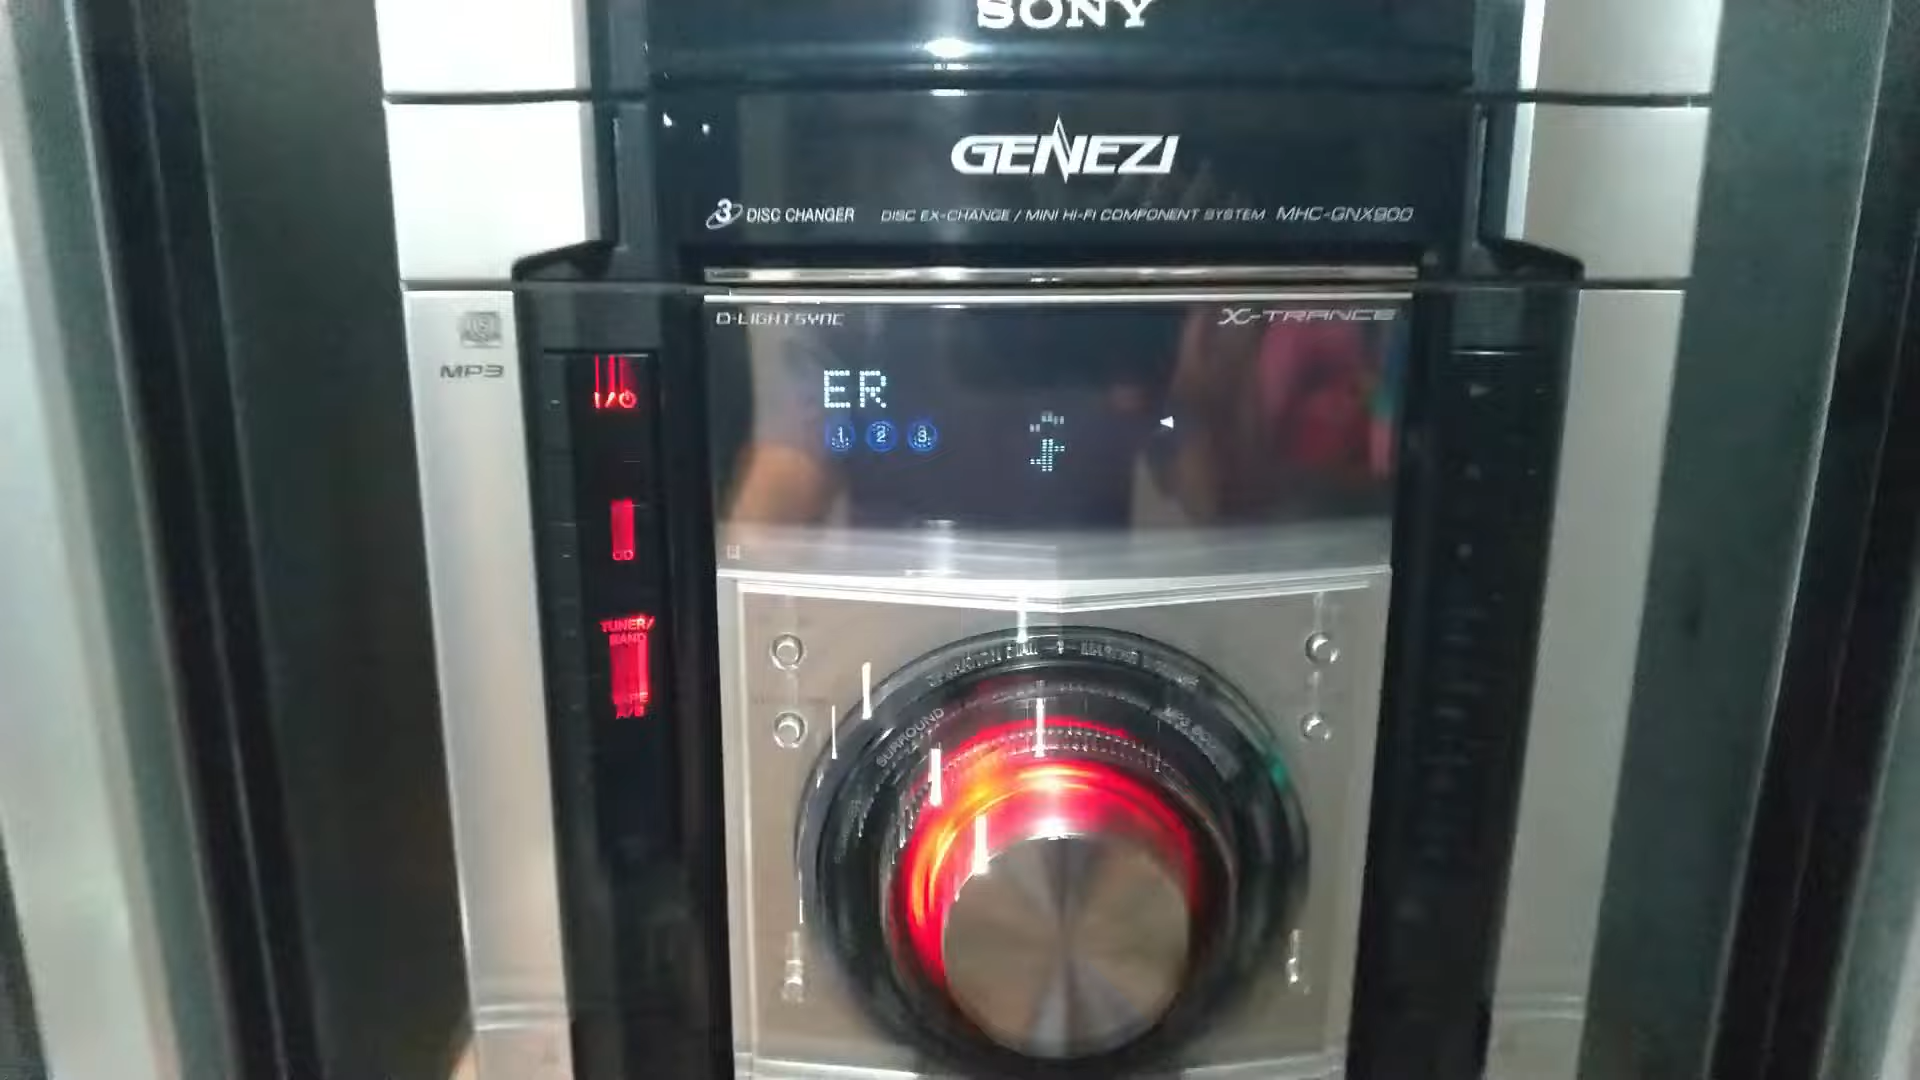 SONY
GENEZI
3 DISC CHANGER DISC EX-CHANGE / MINI HI-FI COMPONENT SYSTEM MHC-GNX900
D-LIGHT SYNC X-TRANCE
MP3
I/⏻
ER
1 2 3
CD
TUNER/
BAND
TAPE
A/B
SURROUND